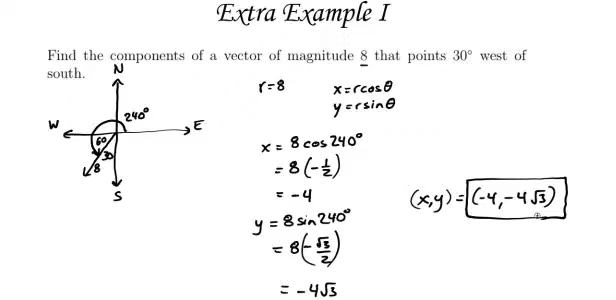 Extra Example I
Find the components of a vector of magnitude 8 that points 30° west of
south.
N
240°
W
E
60
30
8
S
r=8
x=rcosθ
y=rsinθ
x = 8 cos 240°
= 8(-1/2)
= -4
y = 8 sin 240°
= 8(-√3/2)
= -4√3
(x,y) = (-4, -4√3)